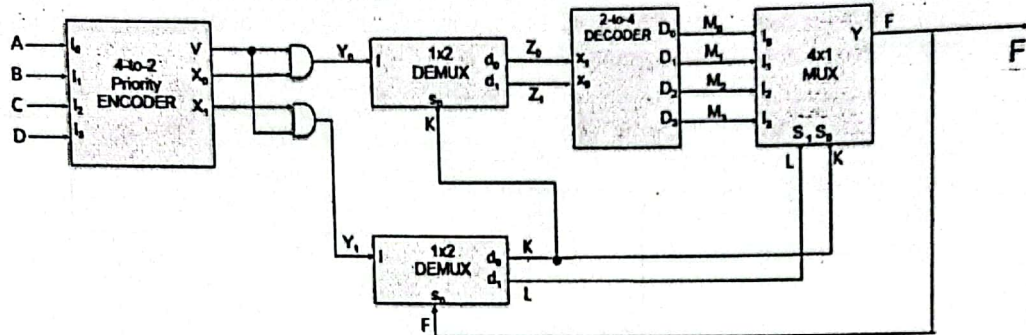 A
B
C
D
I₀
I₁
I₂
I₃
4-to-2
Priority
ENCODER
V
X₀
X₁
Y₀
I
1x2
DEMUX
d₀
d₁
S₀
K
Z₀
Z₁
2-to-4
DECODER
X₁
X₀
D₀
D₁
D₂
D₃
M₀
M₁
M₂
M₃
I₀
I₁
I₂
I₃
4x1
MUX
Y
S₁ S₀
L
K
F
F
Y₁
I
1x2
DEMUX
d₀
d₁
S₀
K
L
F